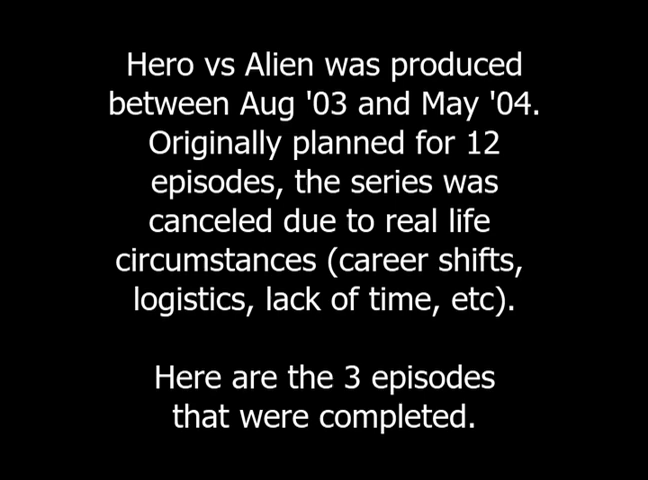 Hero vs Alien was produced
between Aug '03 and May '04.
Originally planned for 12
episodes, the series was
canceled due to real life
circumstances (career shifts,
logistics, lack of time, etc).
Here are the 3 episodes
that were completed.